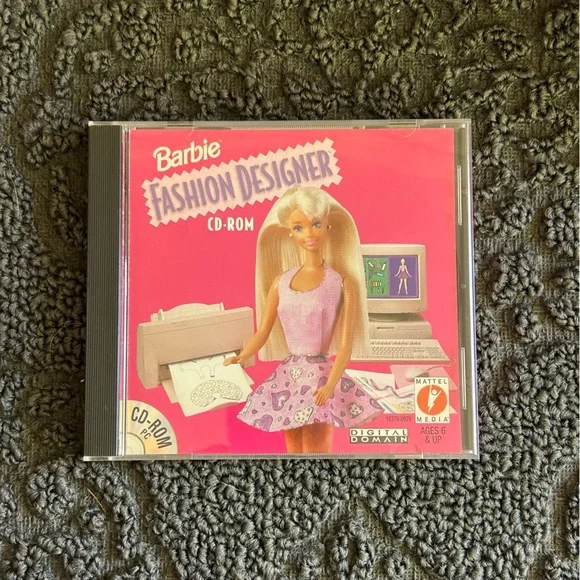 Barbie
FASHION DESIGNER
CD-ROM
CD-ROM
PC
DIGITAL
DOMAIN
MATTEL
MEDIA
AGES 6
& UP